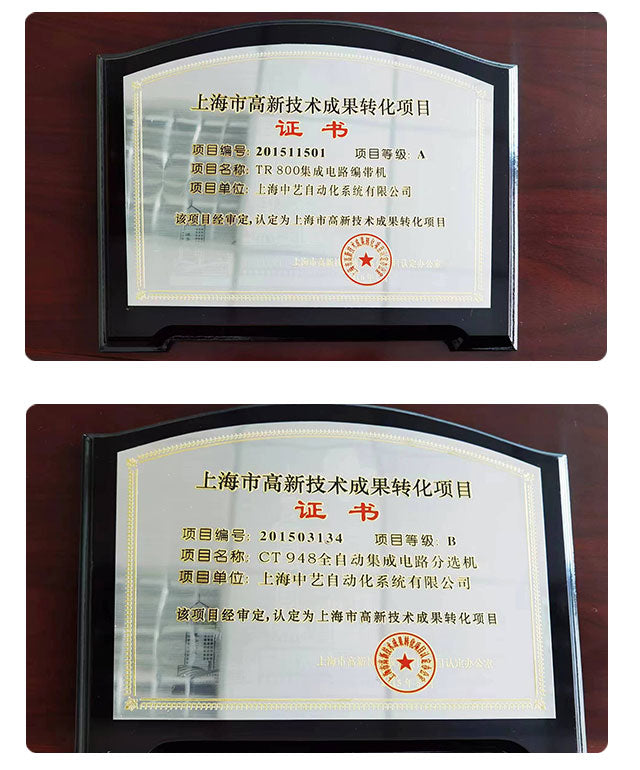 上海市高新技术成果转化项目
证书
项目编号: 201511501 项目等级: A
项目名称: TR 800集成电路编带机
项目单位: 上海中艺自动化系统有限公司
该项目经审定,认定为上海市高新技术成果转化项目
上海市高新技术成果转化项目
证书
项目编号: 201503134 项目等级: B
项目名称: CT 948全自动集成电路分选机
项目单位: 上海中艺自动化系统有限公司
该项目经审定,认定为上海市高新技术成果转化项目